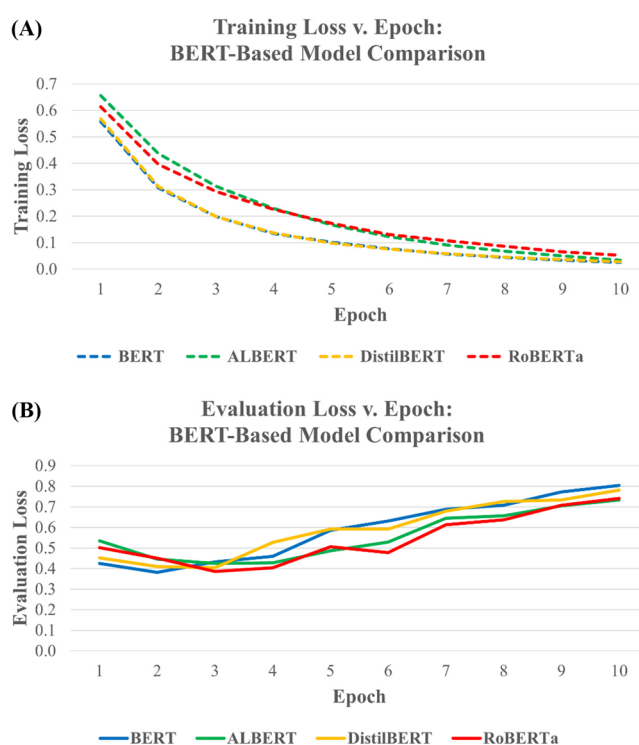 (A)
Training Loss v. Epoch:
BERT-Based Model Comparison
Training Loss
0.7
0.6
0.5
0.4
0.3
0.2
0.1
0.0
1 2 3 4 5 6 7 8 9 10
Epoch
BERT ALBERT DistilBERT RoBERTa
(B)
Evaluation Loss v. Epoch:
BERT-Based Model Comparison
Evaluation Loss
0.9
0.8
0.7
0.6
0.5
0.4
0.3
0.2
0.1
0.0
1 2 3 4 5 6 7 8 9 10
Epoch
BERT ALBERT DistilBERT RoBERTa